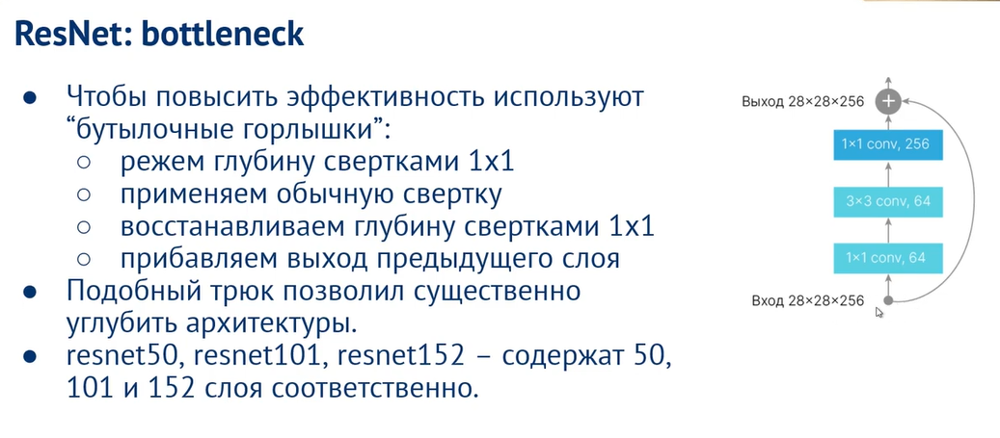 ResNet: bottleneck
● Чтобы повысить эффективность используют
“бутылочные горлышки”:
○ режем глубину свертками 1x1
○ применяем обычную свертку
○ восстанавливаем глубину свертками 1x1
○ прибавляем выход предыдущего слоя
● Подобный трюк позволил существенно
углубить архитектуры.
● resnet50, resnet101, resnet152 – содержат 50,
101 и 152 слоя соответственно.
Выход 28×28×256
+
1×1 conv, 256
3×3 conv, 64
1×1 conv, 64
Вход 28×28×256